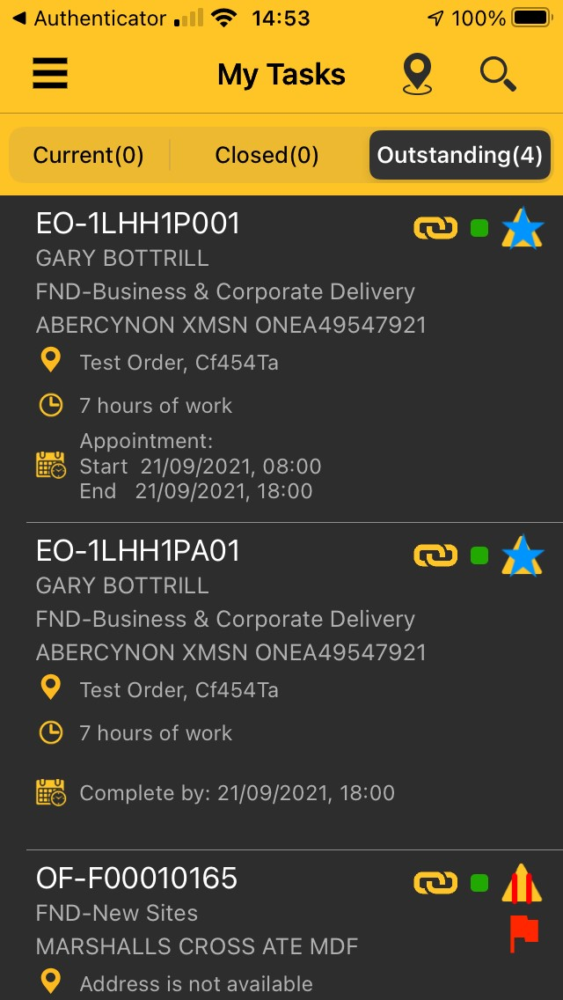 Authenticator 14:53 100%
My Tasks
Current(0) Closed(0) Outstanding(4)
EO-1LHH1P001
GARY BOTTRILL
FND-Business & Corporate Delivery
ABERCYNON XMSN ONEA49547921
Test Order, Cf454Ta
7 hours of work
Appointment:
Start 21/09/2021, 08:00
End 21/09/2021, 18:00
EO-1LHH1PA01
GARY BOTTRILL
FND-Business & Corporate Delivery
ABERCYNON XMSN ONEA49547921
Test Order, Cf454Ta
7 hours of work
Complete by: 21/09/2021, 18:00
OF-F00010165
FND-New Sites
MARSHALLS CROSS ATE MDF
Address is not available